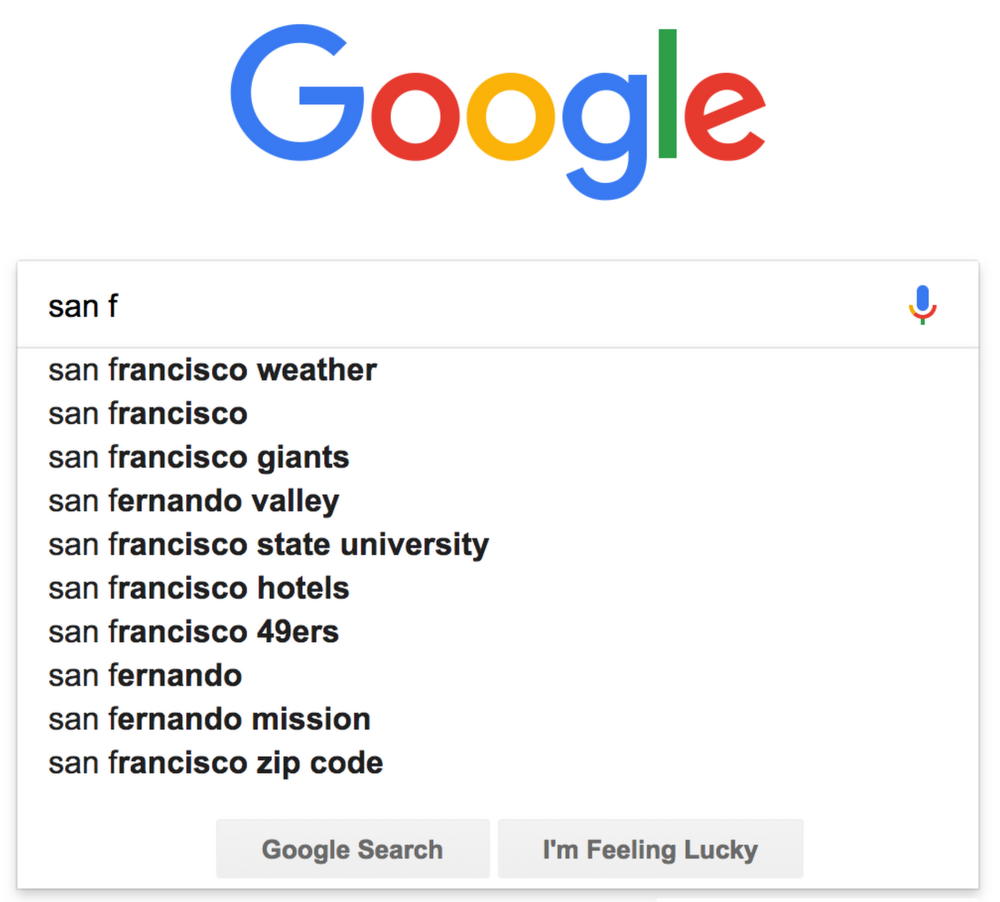 Google
san f
san francisco weather
san francisco
san francisco giants
san fernando valley
san francisco state university
san francisco hotels
san francisco 49ers
san fernando
san fernando mission
san francisco zip code
Google Search I'm Feeling Lucky